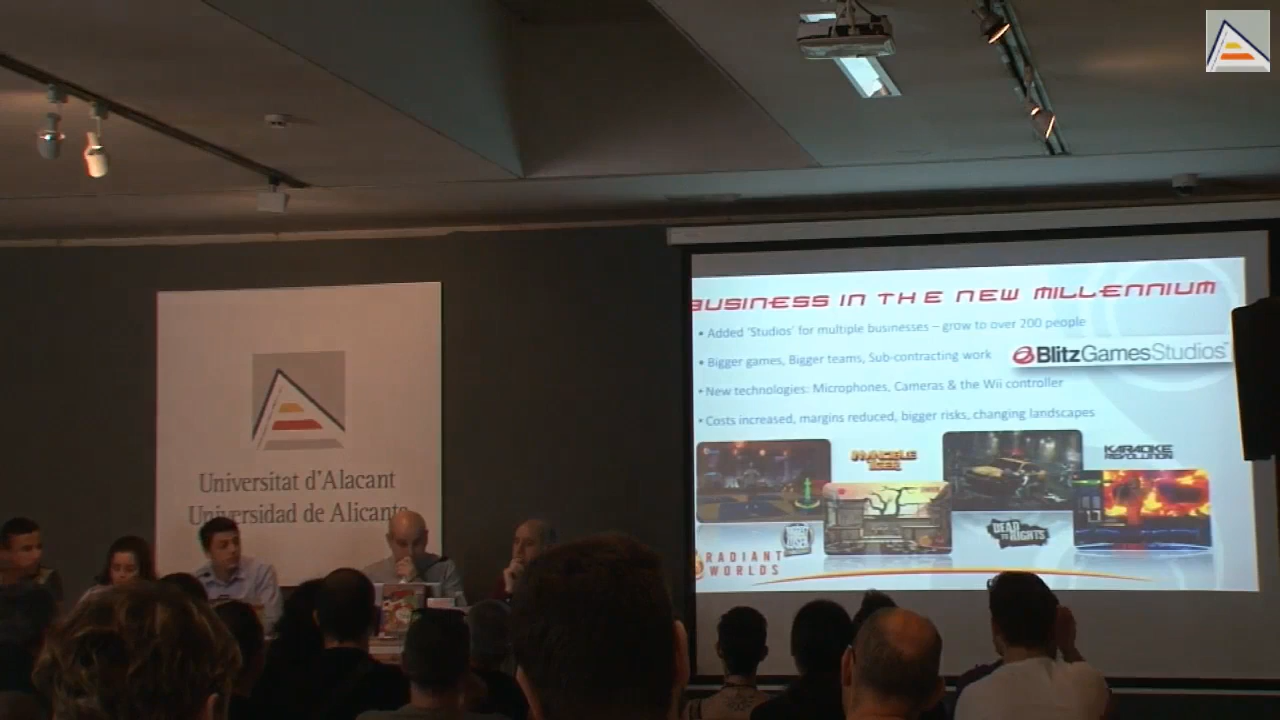 Universitat d'Alacant
Universidad de Alicante
BUSINESS IN THE NEW MILLENNIUM
• Added 'Studios' for multiple businesses – grow to over 200 people
• Bigger games, Bigger teams, Sub-contracting work
BlitzGamesStudios™
• New technologies: Microphones, Cameras & the Wii controller
• Costs increased, margins reduced, bigger risks, changing landscapes
KARAOKE
REVOLUTION
DEAD
TO RIGHTS
RADIANT
WORLDS